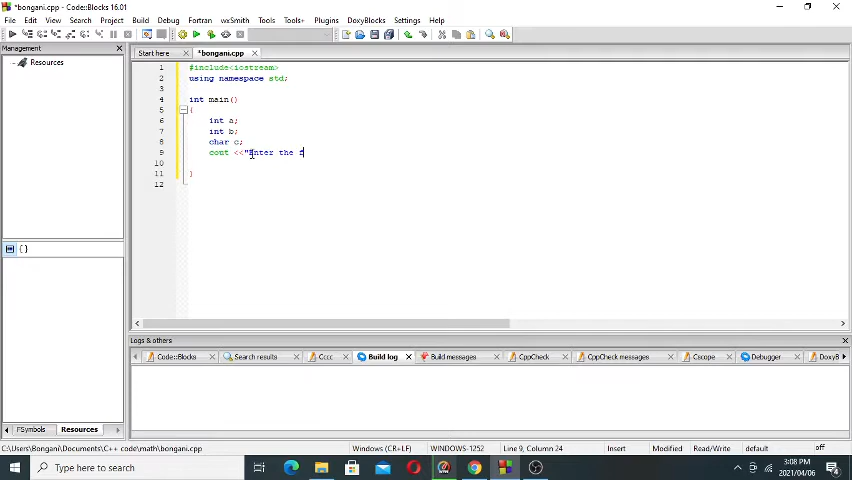 *bongani.cpp - Code::Blocks 16.01
File Edit View Search Project Build Debug Fortran wxSmith Tools Tools+ Plugins DoxyBlocks Settings Help
Management
Start here *bongani.cpp
Resources
1 #include<iostream>
2 using namespace std;
3
4 int main()
5 {
6 int a;
7 int b;
8 char c;
9 cout <<"Enter the f
10
11 }
12
{}
Logs & others
Code::Blocks Search results Cccc Build log Build messages CppCheck CppCheck messages Cscope Debugger DoxyB
FSymbols Resources
C:\Users\Bongani\Documents\C++ code\math\bongani.cpp Windows (CR+LF) WINDOWS-1252 Line 9, Column 24 Insert Modified Read/Write default off
Type here to search
3:08 PM
2021/04/06